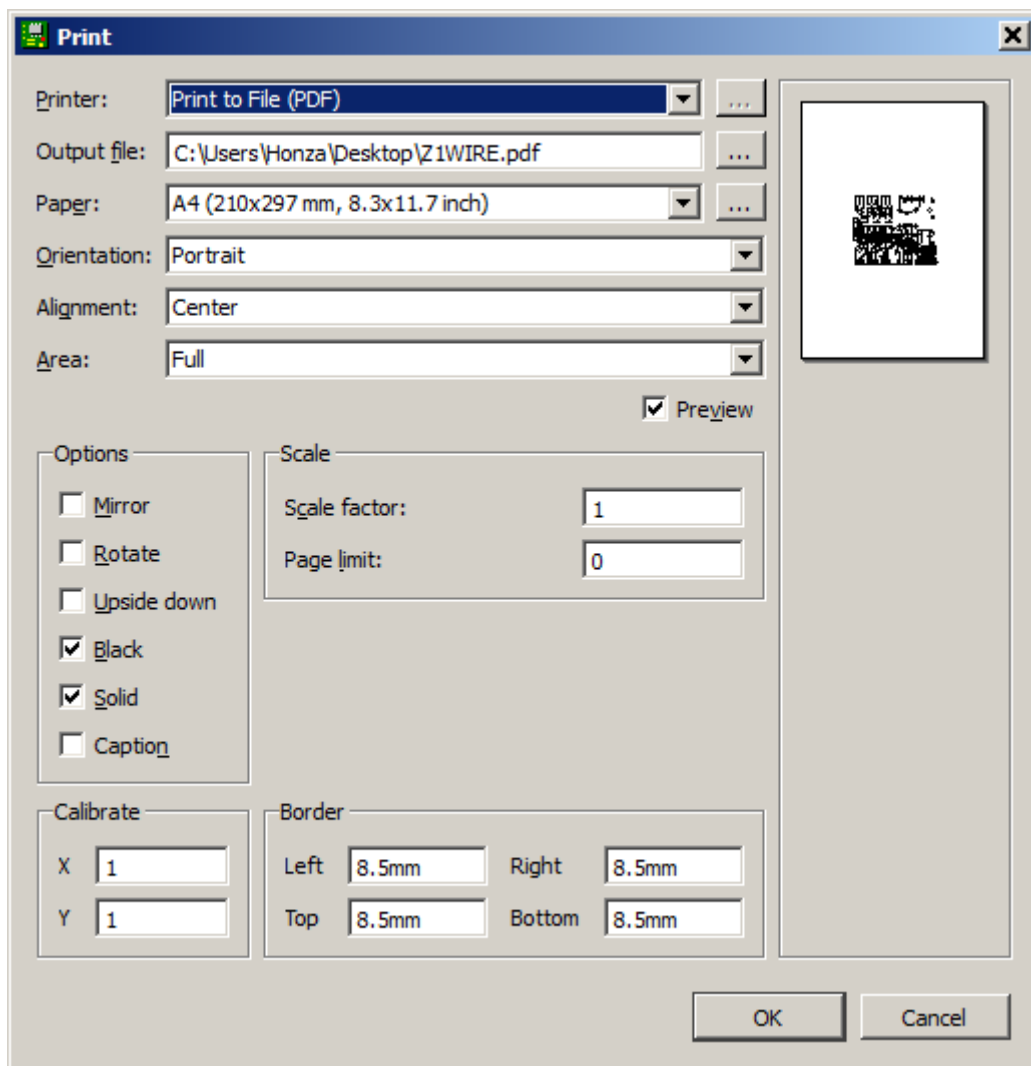 Print
Printer: Print to File (PDF) ...
Output file: C:\Users\Honza\Desktop\Z1WIRE.pdf ...
Paper: A4 (210x297 mm, 8.3x11.7 inch) ...
Orientation: Portrait
Alignment: Center
Area: Full
Preview
Options
Mirror
Rotate
Upside down
Black
Solid
Caption
Scale
Scale factor: 1
Page limit: 0
Calibrate
X 1
Y 1
Border
Left 8.5mm Right 8.5mm
Top 8.5mm Bottom 8.5mm
OK Cancel